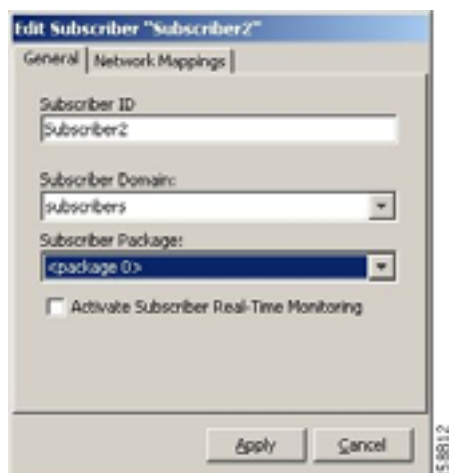 Edit Subscriber "Subscriber2"
General Network Mappings
Subscriber ID
Subscriber2
Subscriber Domain:
subscribers
Subscriber Package:
<package 0>
Activate Subscriber Real-Time Monitoring
Apply Cancel
58812